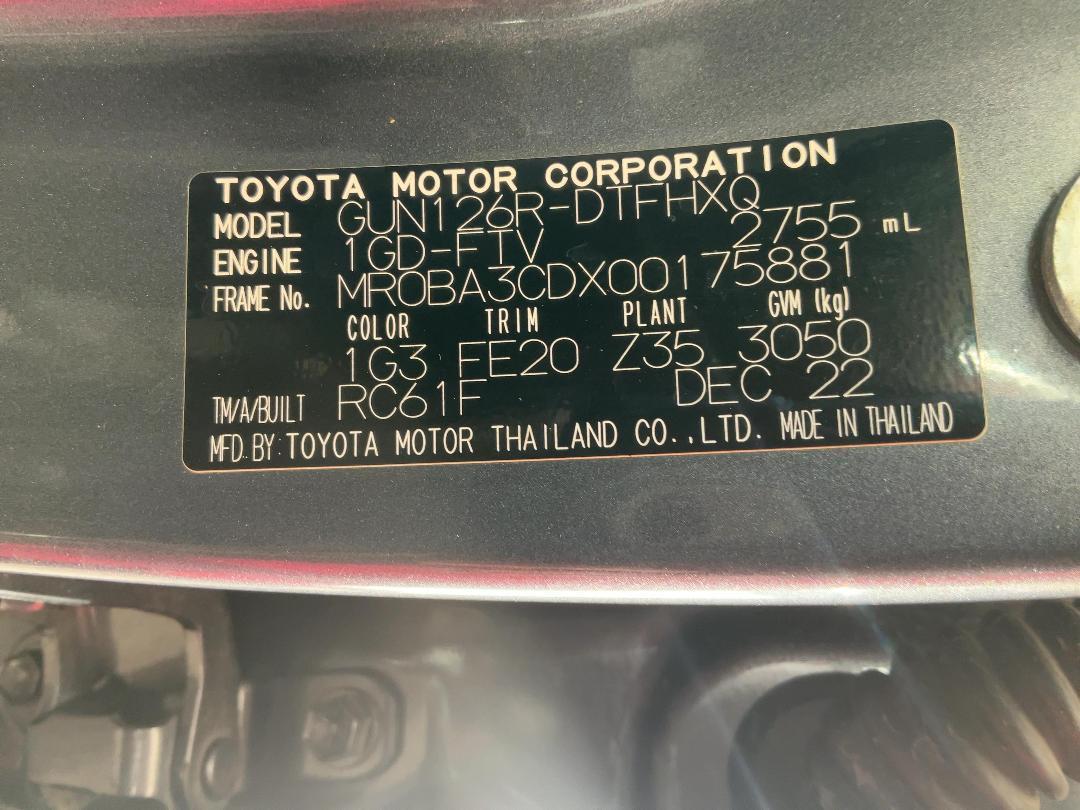 TOYOTA MOTOR CORPORATION
MODEL GUN126R-DTFHXQ
ENGINE 1GD-FTV 2755 mL
FRAME No. MR0BA3CDX00175881
COLOR TRIM PLANT GVM (kg)
1G3 FE20 Z35 3050
TM/A/BUILT RC61F DEC 22
MFD.BY:TOYOTA MOTOR THAILAND CO.,LTD. MADE IN THAILAND